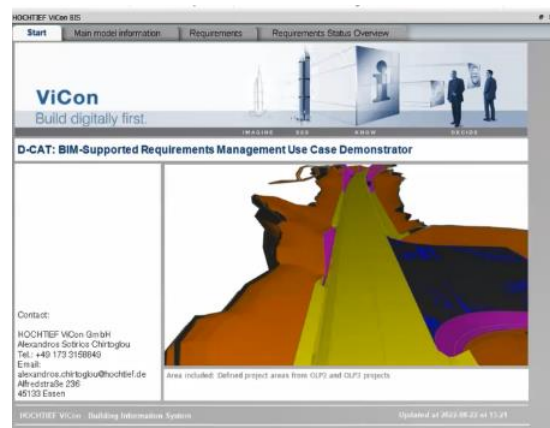 HOCHTIEF ViCon BIS
Start
Main model information
Requirements
Requirements Status Overview
ViCon
Build digitally first.
IMAGINE SEE KNOW DECIDE
D-CAT: BIM-Supported Requirements Management Use Case Demonstrator
Contact:
HOCHTIEF ViCon GmbH
Alexandros Sotirios Chirtoglou
Tel.: +49 173 3158849
Email:
alexandros.chirtoglou@hochtief.de
Alfredstraße 236
45133 Essen
Area included: Defined project areas from OLP2 and OLP3 projects
HOCHTIEF ViCon Building Information System
Updated at 2023-08-22 at 15:21